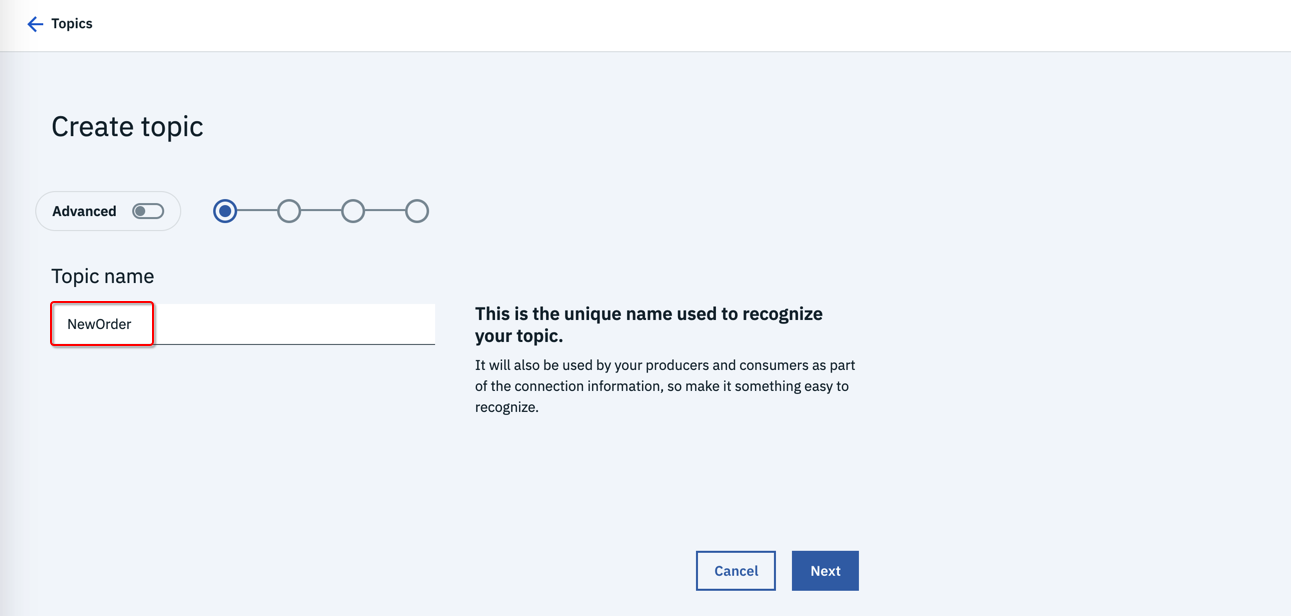 Topics
Create topic
Advanced
Topic name
NewOrder
This is the unique name used to recognize
your topic.
It will also be used by your producers and consumers as part
of the connection information, so make it something easy to
recognize.
Cancel
Next